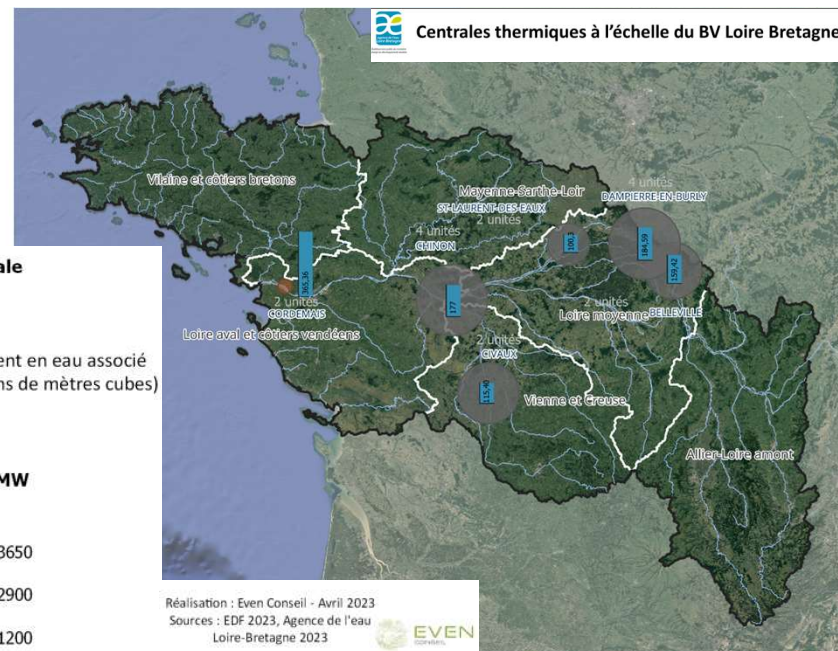 Centrales thermiques à l'échelle du BV Loire Bretagne
Vilaine et côtiers bretons
Mayenne-Sarthe-Loir
4 unités
DAMPIERRE-EN-BURLY
ST-LAURENT-DES-EAUX
2 unités
4 unités
CHINON
100,3
184,59
159,42
365,36
177
2 unités
CORDEMAIS
2 unités
Loire moyenne
BELLEVILLE
Loire aval et côtiers vendéens
2 unités
CIVAUX
115,40
Vienne et Creuse
Allier-Loire amont
ale
ent en eau associé
ns de mètres cubes)
MW
3650
2900
1200
Réalisation : Even Conseil - Avril 2023
Sources : EDF 2023, Agence de l'eau
Loire-Bretagne 2023
EVEN
CONSEIL